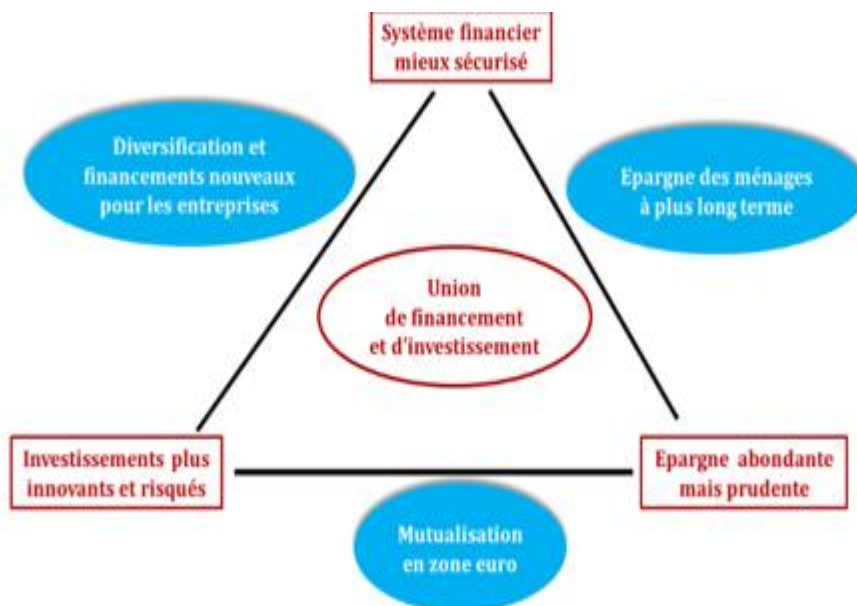 Système financier
mieux sécurisé
Diversification et
financements nouveaux
pour les entreprises
Epargne des ménages
à plus long terme
Union
de financement
et d'investissement
Investissements plus
innovants et risqués
Epargne abondante
mais prudente
Mutualisation
en zone euro